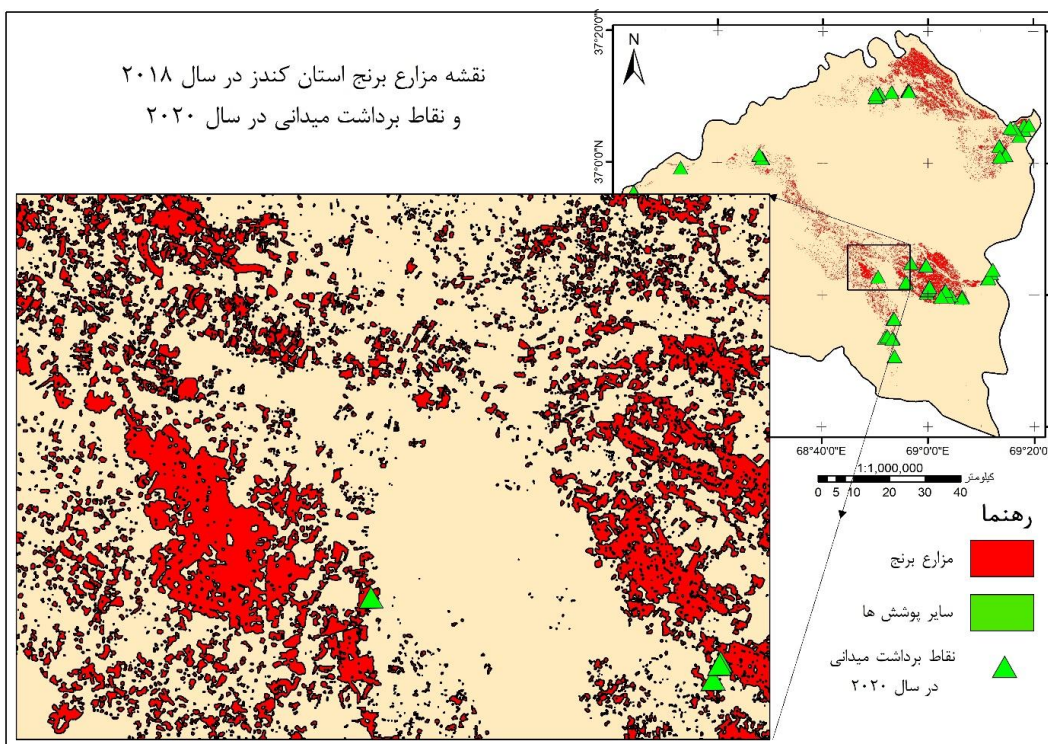 نقشه مزارع برنج استان کندز در سال ۲۰۱۸
و نقاط برداشت میدانی در سال ۲۰۲۰
N
37°20'0"N
37°0'0"N
68°40'0"E
69°0'0"E
69°20'0"E
1:1,000,000
کیلومتر
0 5 10 20 30 40
رهنما
مزارع برنج
سایر پوشش ها
نقاط برداشت میدانی
در سال ۲۰۲۰